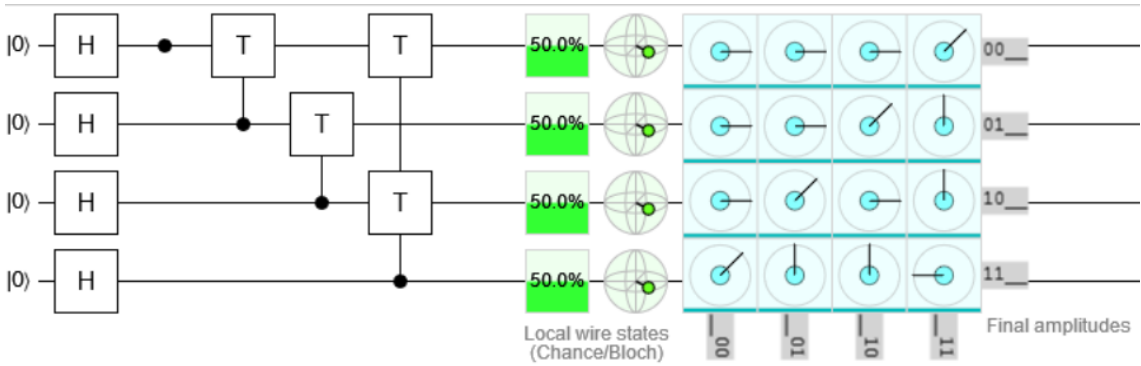 |0⟩ H T T 50.0% 00__
|0⟩ H T 50.0% 01__
|0⟩ H T 50.0% 10__
|0⟩ H 50.0% 11__
Local wire states
(Chance/Bloch)
__00 __01 __10 __11
Final amplitudes